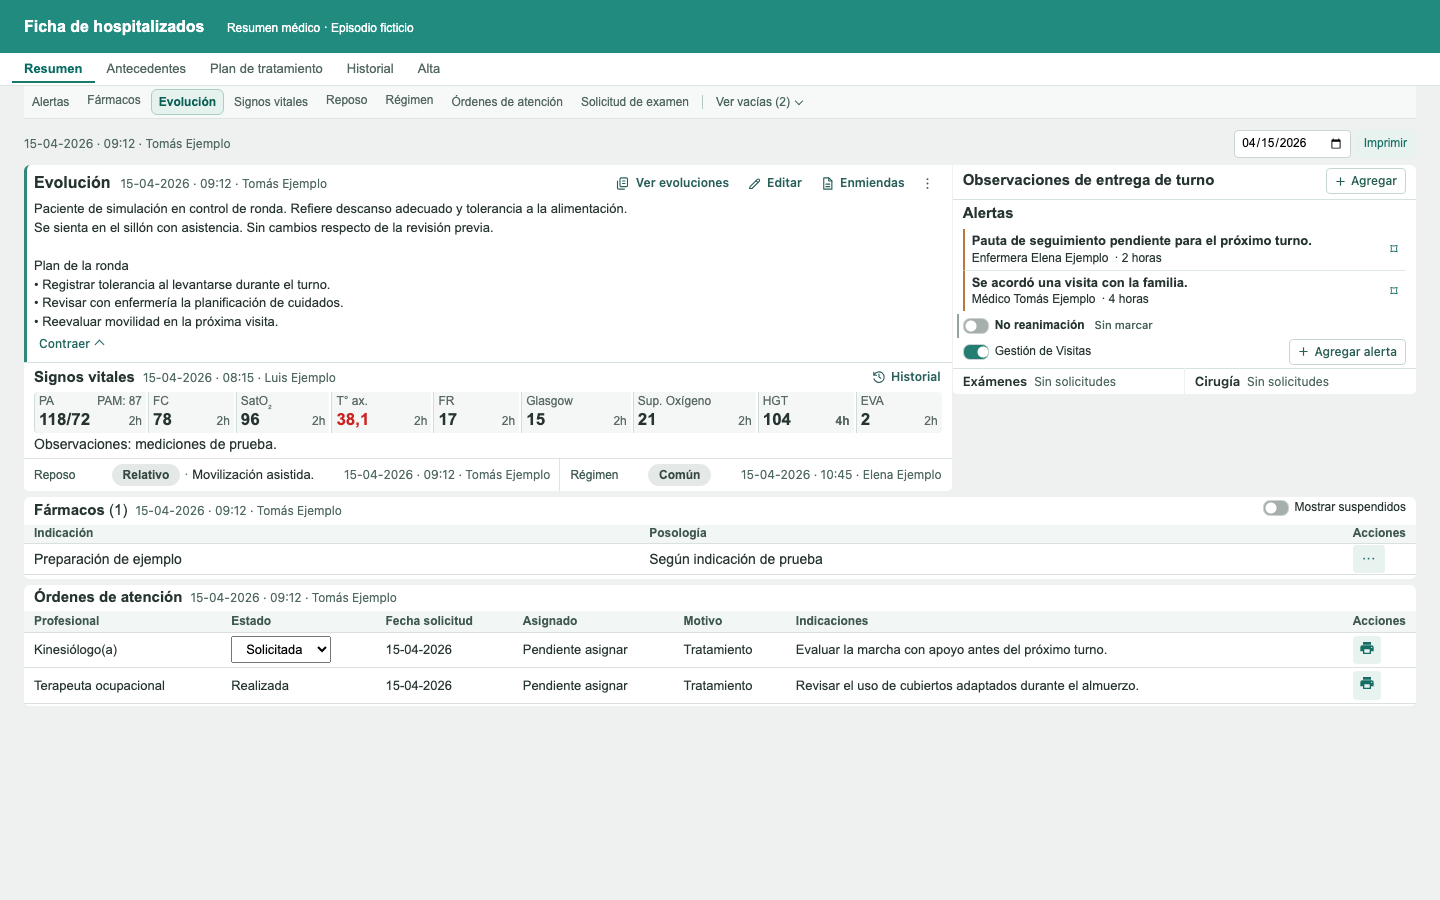 Ficha de hospitalizados Resumen médico · Episodio ficticio
Resumen Antecedentes Plan de tratamiento Historial Alta
Alertas Fármacos Evolución Signos vitales Reposo Régimen Órdenes de atención Solicitud de examen Ver vacías (2)
15-04-2026 · 09:12 · Tomás Ejemplo 04/15/2026 Imprimir
Evolución 15-04-2026 · 09:12 · Tomás Ejemplo Ver evoluciones Editar Enmiendas
Paciente de simulación en control de ronda. Refiere descanso adecuado y tolerancia a la alimentación.
Se sienta en el sillón con asistencia. Sin cambios respecto de la revisión previa.
Plan de la ronda
• Registrar tolerancia al levantarse durante el turno.
• Revisar con enfermería la planificación de cuidados.
• Reevaluar movilidad en la próxima visita.
Contraer
Observaciones de entrega de turno + Agregar
Alertas
Pauta de seguimiento pendiente para el próximo turno.
Enfermera Elena Ejemplo · 2 horas
Se acordó una visita con la familia.
Médico Tomás Ejemplo · 4 horas
No reanimación Sin marcar
Gestión de Visitas + Agregar alerta
Exámenes Sin solicitudes Cirugía Sin solicitudes
Signos vitales 15-04-2026 · 08:15 · Luis Ejemplo Historial
PA PAM: 87 FC SatO2 T° ax. FR Glasgow Sup. Oxígeno HGT EVA
118/72 2h 78 2h 96 2h 38,1 2h 17 2h 15 2h 21 2h 104 4h 2 2h
Observaciones: mediciones de prueba.
Reposo Relativo · Movilización asistida. 15-04-2026 · 09:12 · Tomás Ejemplo Régimen Común 15-04-2026 · 10:45 · Elena Ejemplo
Fármacos (1) 15-04-2026 · 09:12 · Tomás Ejemplo Mostrar suspendidos
Indicación Posología Acciones
Preparación de ejemplo Según indicación de prueba
Órdenes de atención 15-04-2026 · 09:12 · Tomás Ejemplo
Profesional Estado Fecha solicitud Asignado Motivo Indicaciones Acciones
Kinesiólogo(a) Solicitada 15-04-2026 Pendiente asignar Tratamiento Evaluar la marcha con apoyo antes del próximo turno.
Terapeuta ocupacional Realizada 15-04-2026 Pendiente asignar Tratamiento Revisar el uso de cubiertos adaptados durante el almuerzo.